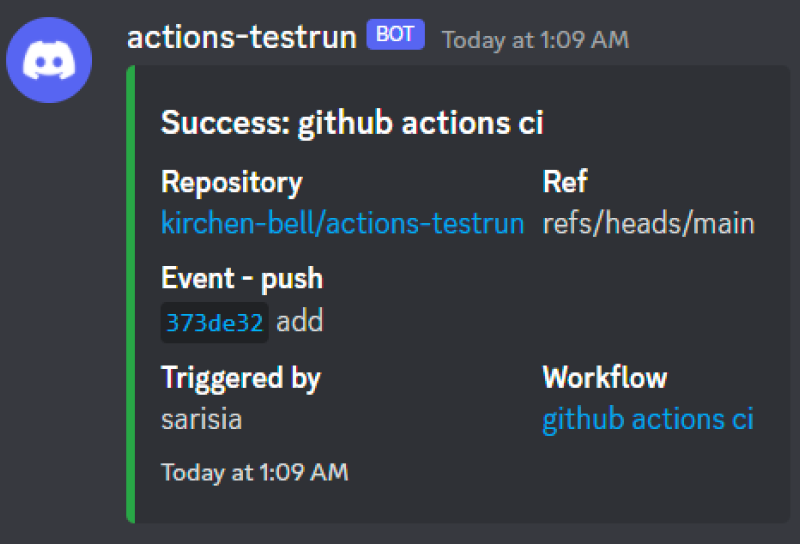 actions-testrun BOT Today at 1:09 AM
Success: github actions ci
Repository Ref
kirchen-bell/actions-testrun refs/heads/main
Event - push
373de32 add
Triggered by Workflow
sarisia github actions ci
Today at 1:09 AM